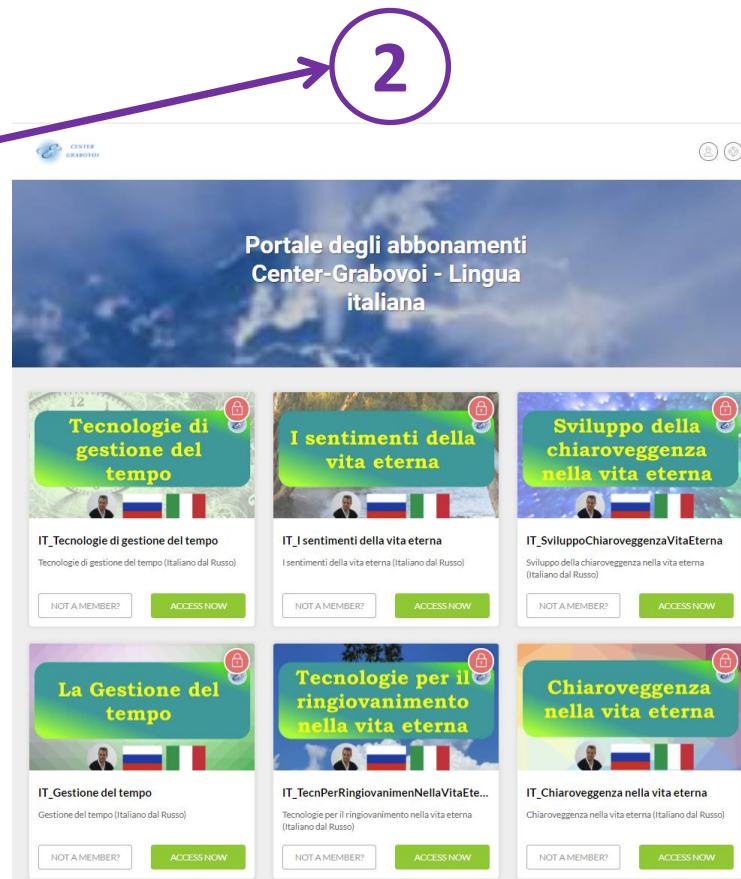 2
CENTER
GRABOVOI
Portale degli abbonamenti
Center-Grabovoi - Lingua
italiana
12
Tecnologie di
gestione del
tempo
I sentimenti della
vita eterna
Sviluppo della
chiaroveggenza
nella vita eterna
IT_Tecnologie di gestione del tempo
IT_I sentimenti della vita eterna
IT_SviluppoChiaroveggenzaVitaEterna
Tecnologie di gestione del tempo (Italiano dal Russo)
I sentimenti della vita eterna (Italiano dal Russo)
Sviluppo della chiaroveggenza nella vita eterna
(Italiano dal Russo)
NOT A MEMBER?
ACCESS NOW
NOT A MEMBER?
ACCESS NOW
NOT A MEMBER?
ACCESS NOW
La Gestione del
tempo
Tecnologie per il
ringiovanimento
nella vita eterna
Chiaroveggenza
nella vita eterna
IT_Gestione del tempo
IT_TecnPerRingiovanimenNellaVitaEte...
IT_Chiaroveggenza nella vita eterna
Gestione del tempo (Italiano dal Russo)
Tecnologie per il ringiovanimento nella vita eterna
(Italiano dal Russo)
Chiaroveggenza nella vita eterna (Italiano dal Russo)
NOT A MEMBER?
ACCESS NOW
NOT A MEMBER?
ACCESS NOW
NOT A MEMBER?
ACCESS NOW